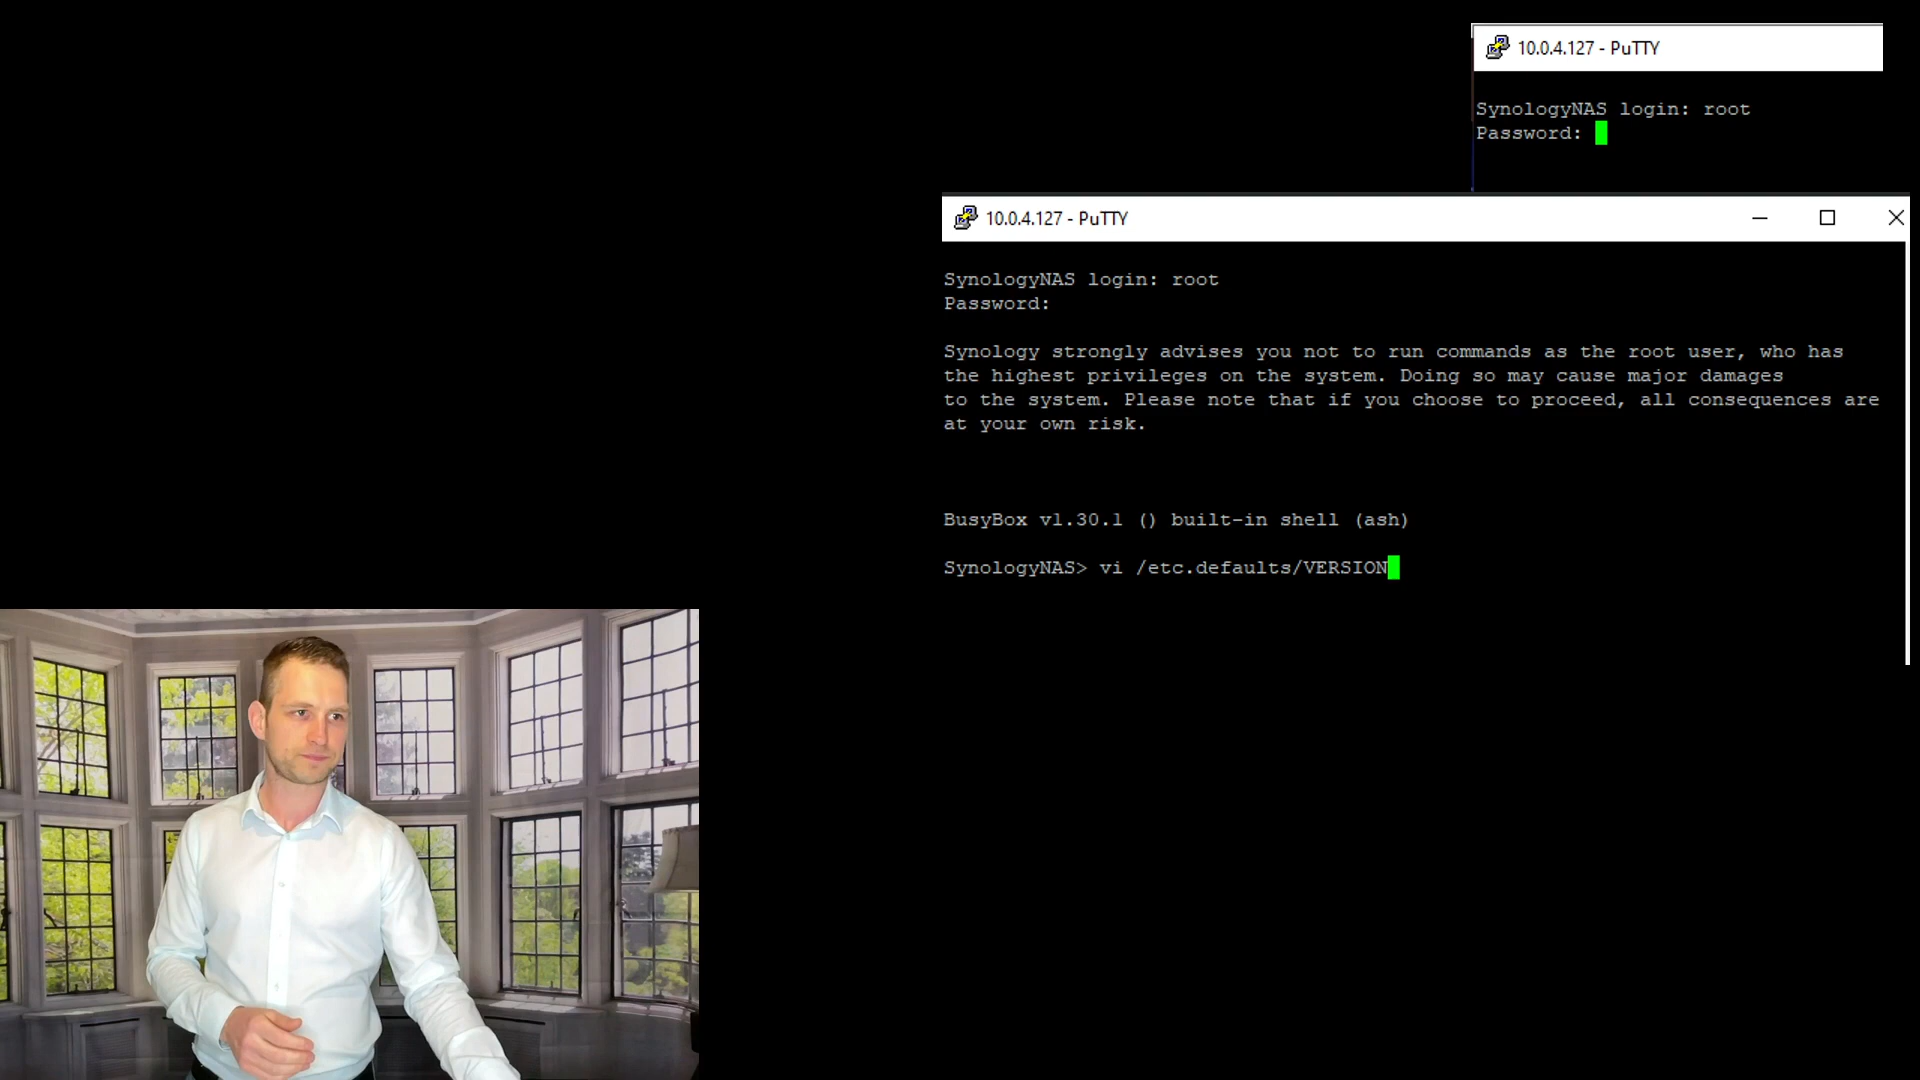 10.0.4.127 - PuTTY
SynologyNAS login: root
Password:
10.0.4.127 - PuTTY
SynologyNAS login: root
Password:
Synology strongly advises you not to run commands as the root user, who has
the highest privileges on the system. Doing so may cause major damages
to the system. Please note that if you choose to proceed, all consequences are
at your own risk.
BusyBox v1.30.1 () built-in shell (ash)
SynologyNAS> vi /etc.defaults/VERSION